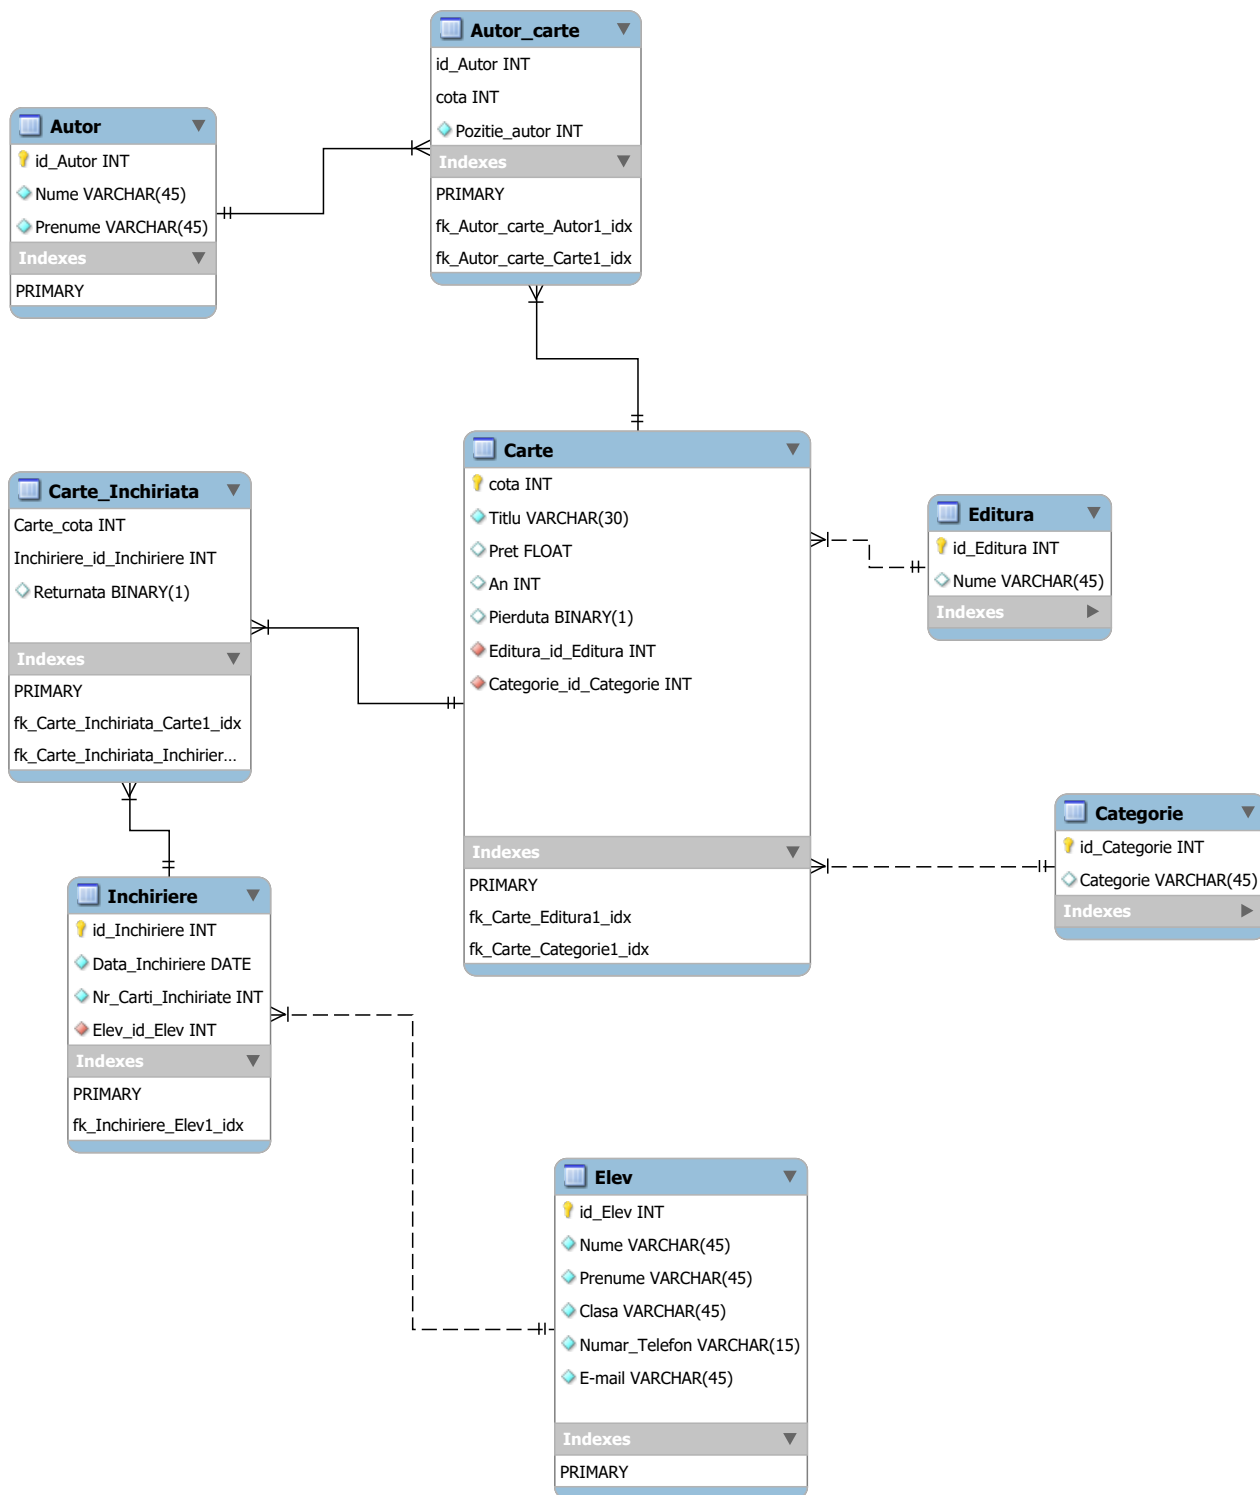 Autor_carte
id_Autor INT
cota INT
Pozitie_autor INT
Indexes
PRIMARY
fk_Autor_carte_Autor1_idx
fk_Autor_carte_Carte1_idx
Autor
id_Autor INT
Nume VARCHAR(45)
Prenume VARCHAR(45)
Indexes
PRIMARY
Carte
cota INT
Titlu VARCHAR(30)
Pret FLOAT
An INT
Pierduta BINARY(1)
Editura_id_Editura INT
Categorie_id_Categorie INT
Indexes
PRIMARY
fk_Carte_Editura1_idx
fk_Carte_Categorie1_idx
Carte_Inchiriata
Carte_cota INT
Inchiriere_id_Inchiriere INT
Returnata BINARY(1)
Indexes
PRIMARY
fk_Carte_Inchiriata_Carte1_idx
fk_Carte_Inchiriata_Inchirier...
Editura
id_Editura INT
Nume VARCHAR(45)
Indexes
Categorie
id_Categorie INT
Categorie VARCHAR(45)
Indexes
Inchiriere
id_Inchiriere INT
Data_Inchiriere DATE
Nr_Carti_Inchiriate INT
Elev_id_Elev INT
Indexes
PRIMARY
fk_Inchiriere_Elev1_idx
Elev
id_Elev INT
Nume VARCHAR(45)
Prenume VARCHAR(45)
Clasa VARCHAR(45)
Numar_Telefon VARCHAR(15)
E-mail VARCHAR(45)
Indexes
PRIMARY